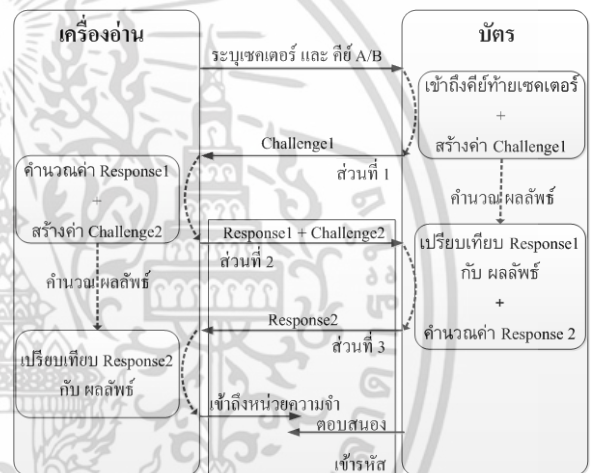 เครื่องอ่าน
บัตร
ระบุเซคเตอร์ และ คีย์ A/B
เข้าถึงคีย์ท้ายเซคเตอร์
+
สร้างค่า Challenge1
Challenge1
ส่วนที่ 1
คำนวณค่า Response1
+
สร้างค่า Challenge2
คำนวณผลลัพธ์
Response1 + Challenge2
ส่วนที่ 2
เปรียบเทียบ Response1
กับ ผลลัพธ์
+
คำนวณค่า Response 2
คำนวณผลลัพธ์
Response2
ส่วนที่ 3
เปรียบเทียบ Response2
กับ ผลลัพธ์
เข้าถึงหน่วยความจำ
ตอบสนอง
เข้ารหัส